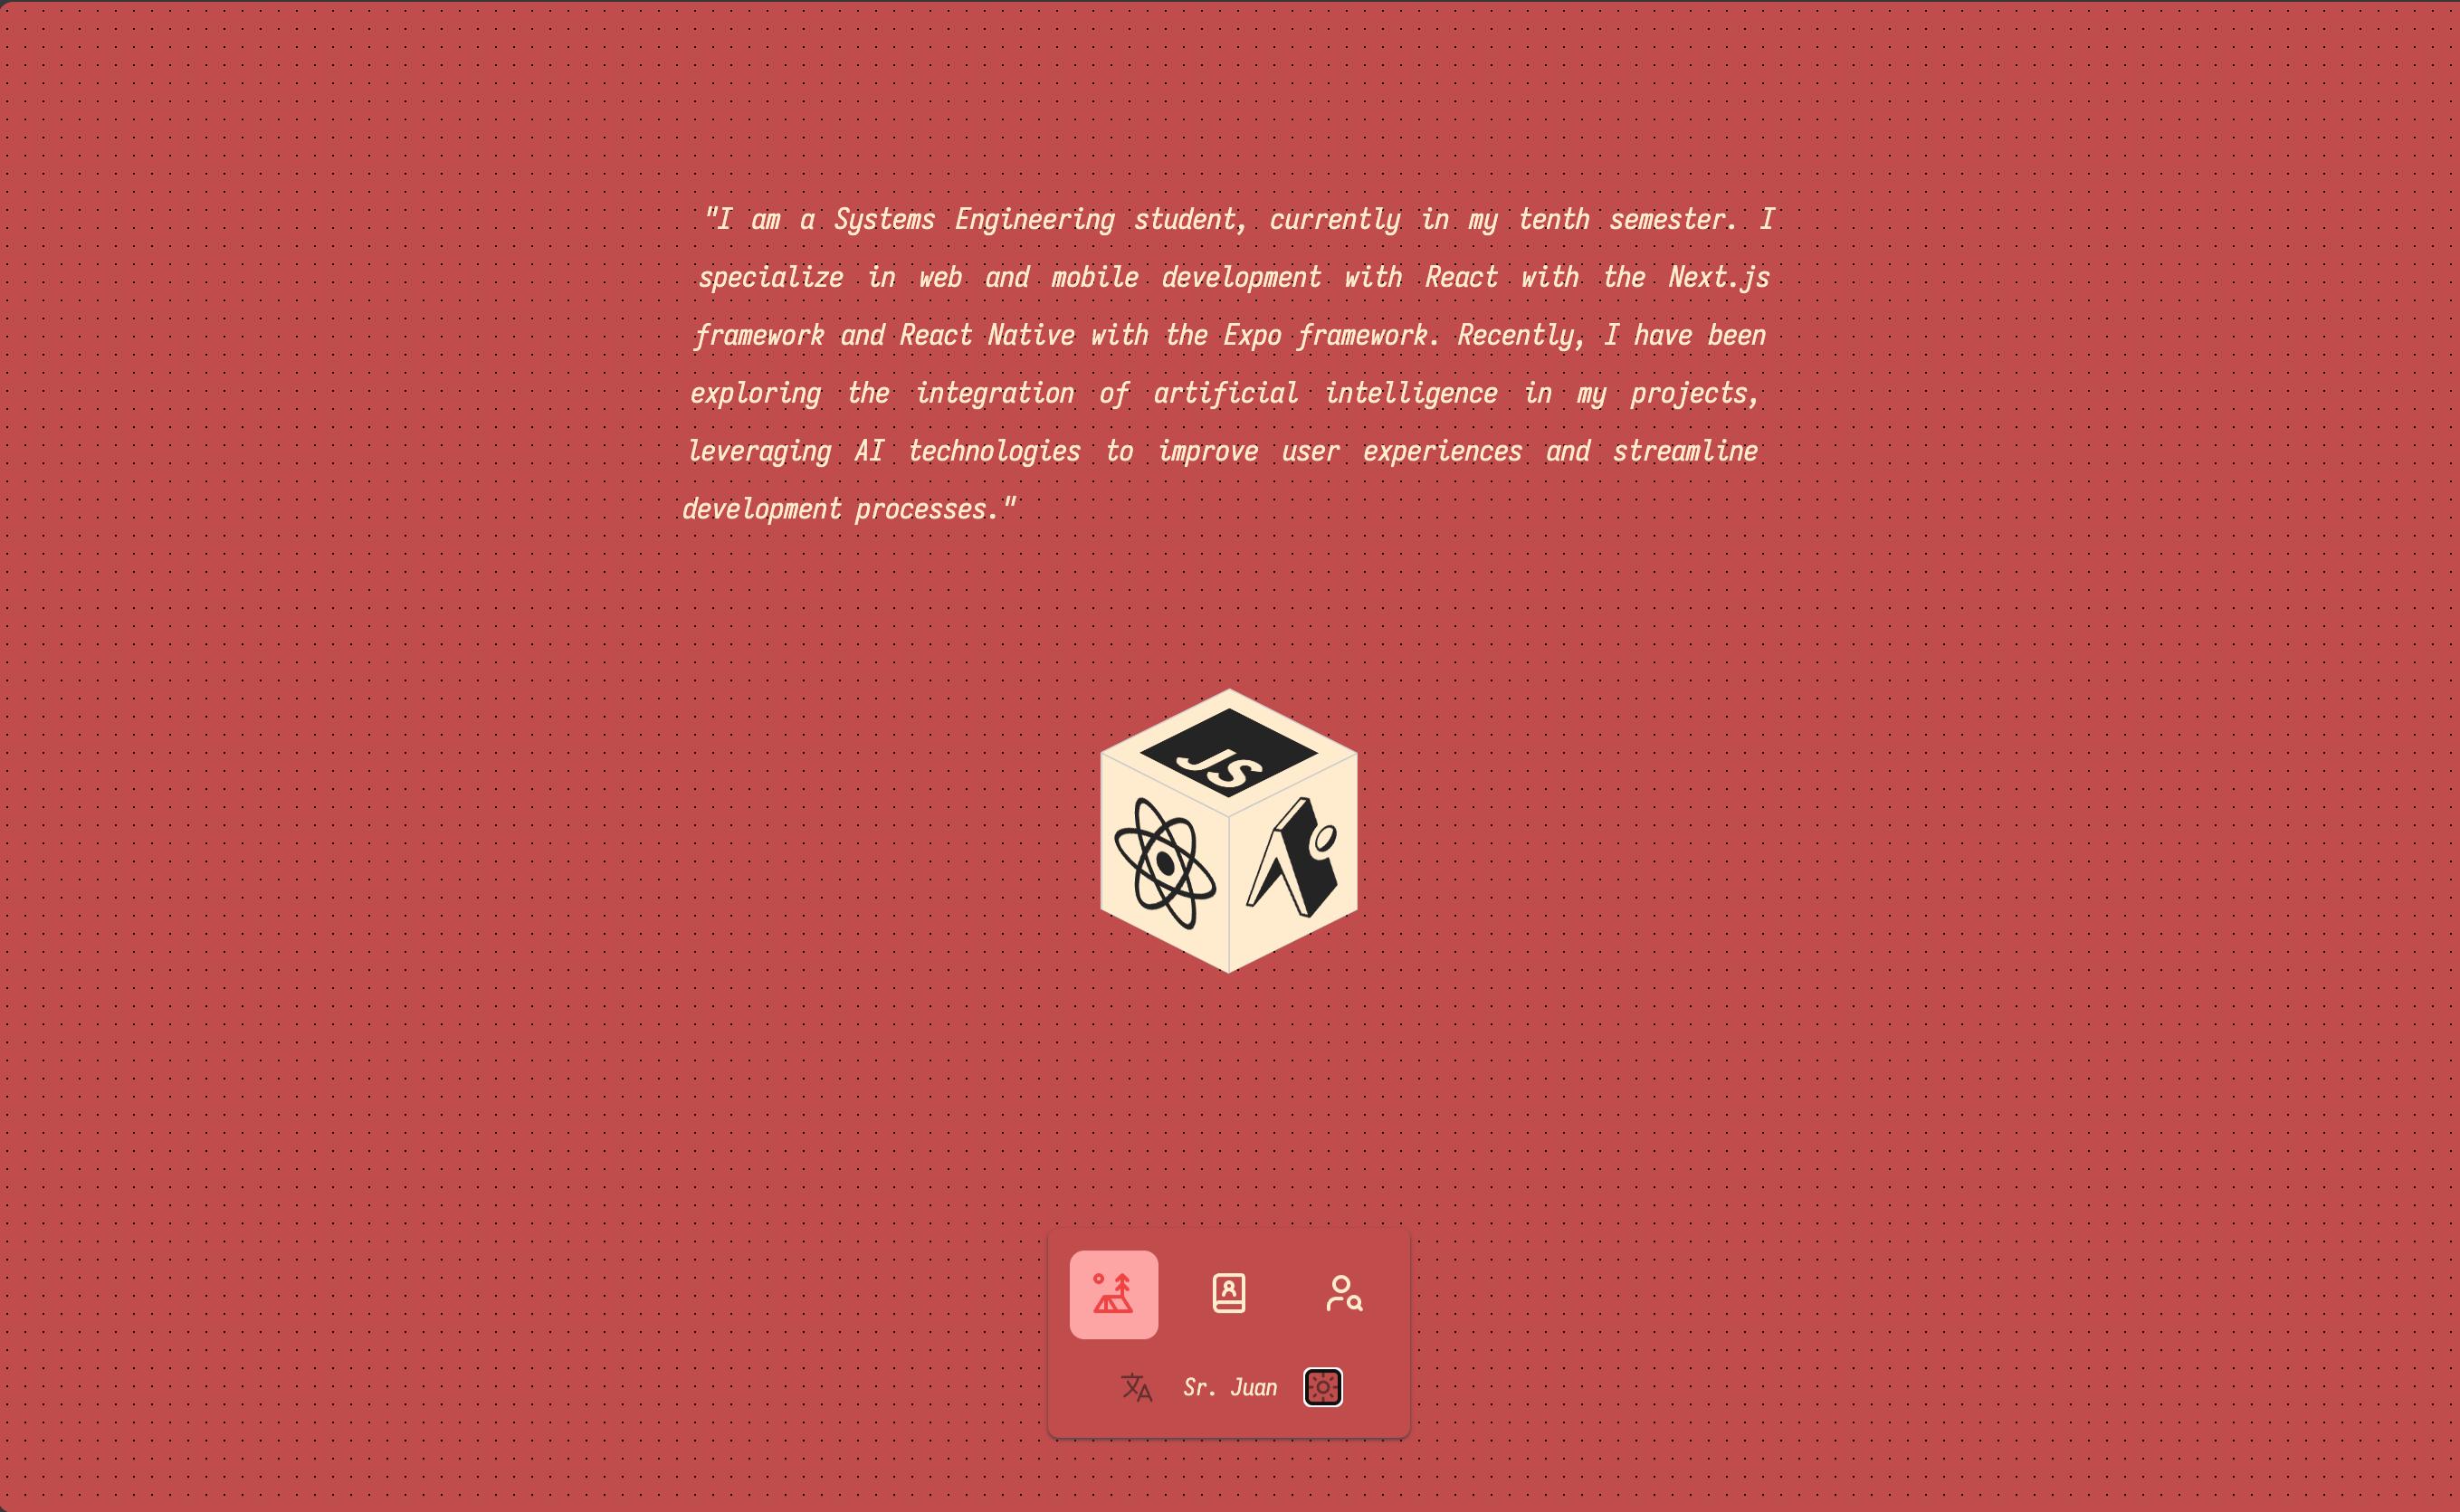 "I am a Systems Engineering student, currently in my tenth semester. I
specialize in web and mobile development with React with the Next.js
framework and React Native with the Expo framework. Recently, I have been
exploring the integration of artificial intelligence in my projects,
leveraging AI technologies to improve user experiences and streamline
development processes."
JS
Sr. Juan